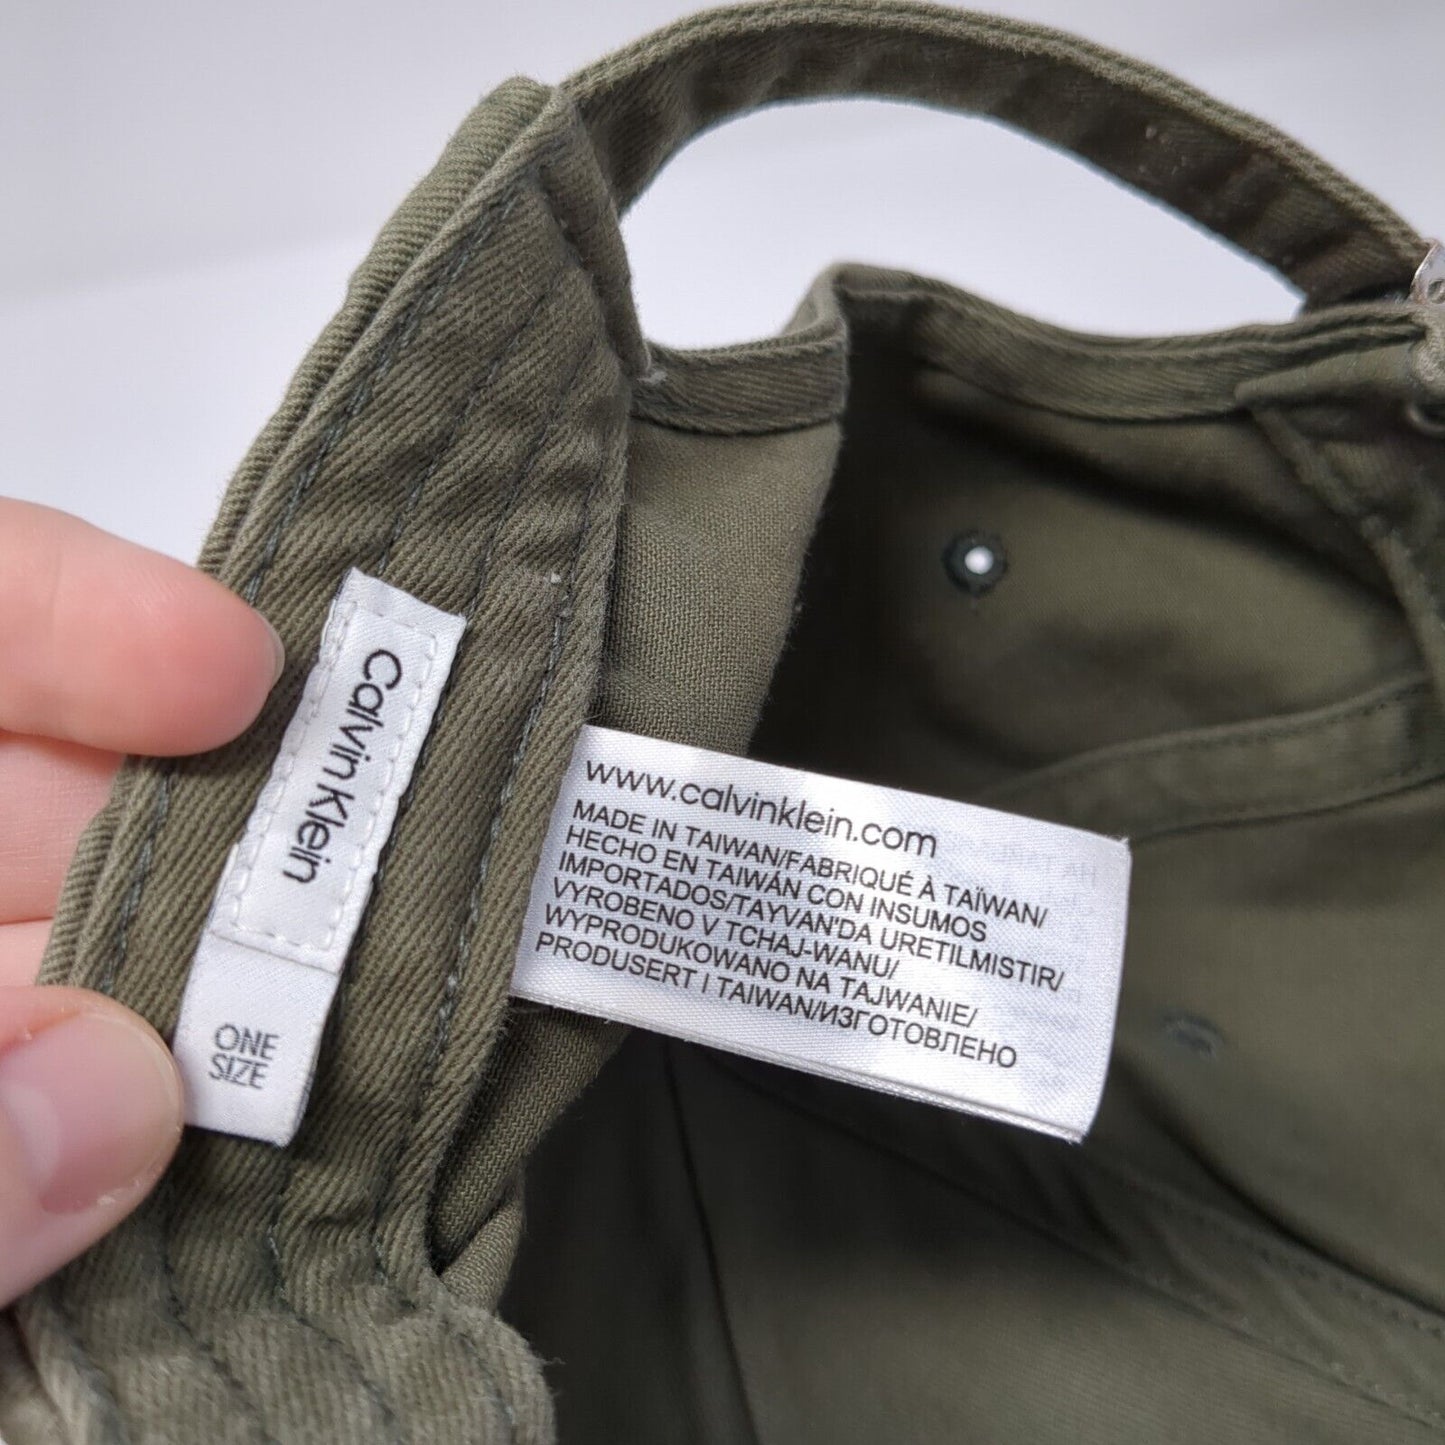 Calvin Klein
ONE
SIZE
www.calvinklein.com
MADE IN TAIWAN/FABRIQUÉ À TAÏWAN/
HECHO EN TAIWÁN CON INSUMOS
IMPORTADOS/TAYVAN'DA URETILMISTIR/
VYROBENO V TCHAJ-WANU/
WYPRODUKOWANO NA TAJWANIE/
PRODUSERT I TAIWAN/ИЗГОТОВЛЕНО